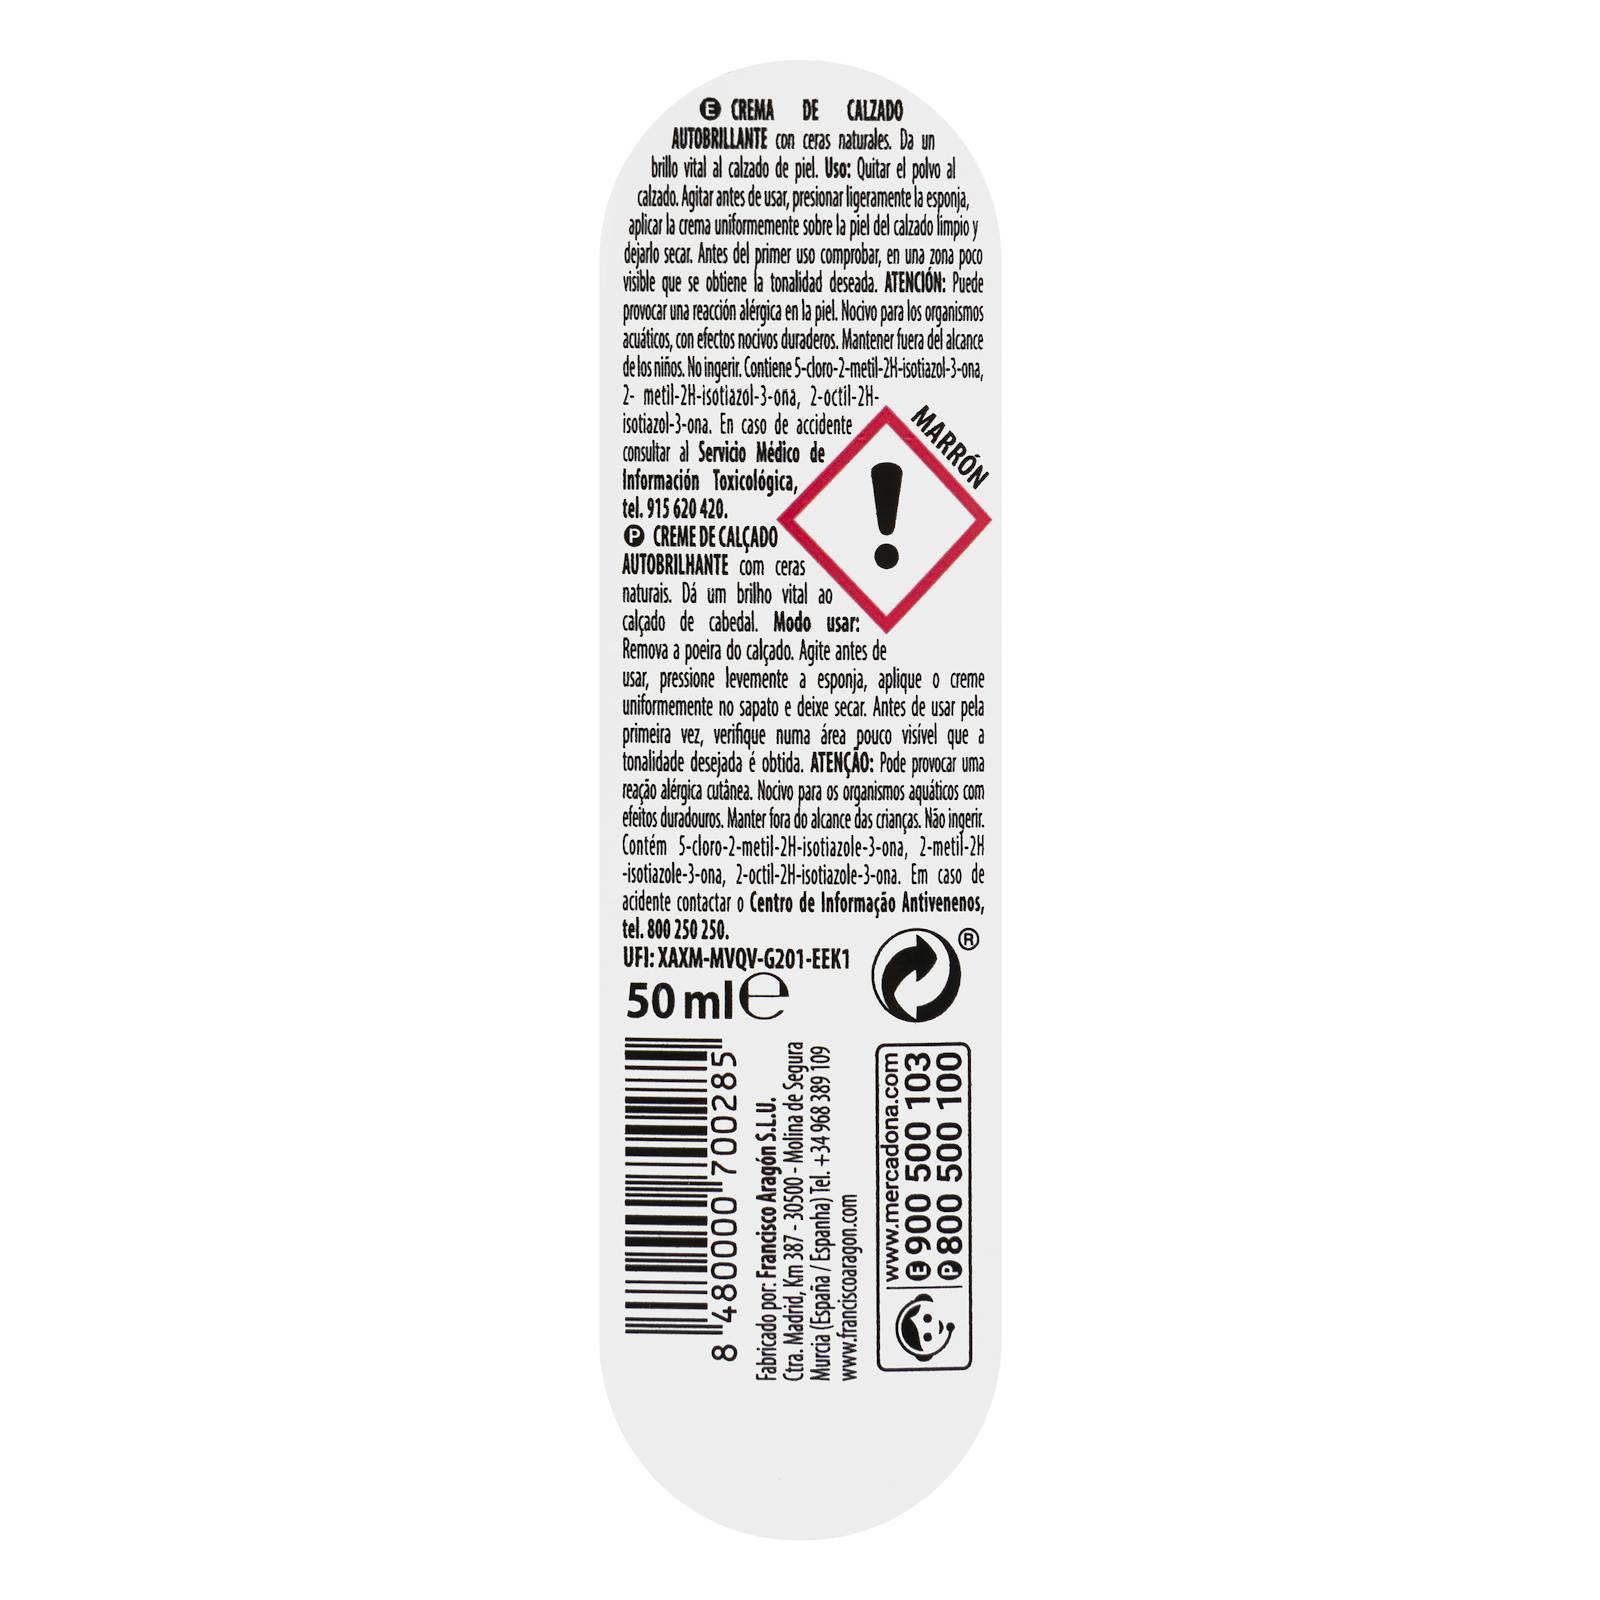 E CREMA DE CALZADO
AUTOBRILLANTE con ceras naturales. Da un
brillo vital al calzado de piel. Uso: Quitar el polvo al
calzado. Agitar antes de usar, presionar ligeramente la esponja,
aplicar la crema uniformemente sobre la piel del calzado limpio y
dejarlo secar. Antes del primer uso comprobar, en una zona poco
visible que se obtiene la tonalidad deseada. ATENCIÓN: Puede
provocar una reacción alérgica en la piel. Nocivo para los organismos
acuáticos, con efectos nocivos duraderos. Mantener fuera del alcance
de los niños. No ingerir. Contiene 5-cloro-2-metil-2H-isotiazol-3-ona,
2- metil-2H-isotiazol-3-ona, 2-octil-2H-
isotiazol-3-ona. En caso de accidente
consultar al Servicio Médico de
Información Toxicológica,
tel. 915 620 420.
MARRÓN
P CREME DE CALÇADO
AUTOBRILHANTE com ceras
naturais. Dá um brilho vital ao
calçado de cabedal. Modo usar:
Remova a poeira do calçado. Agite antes de
usar, pressione levemente a esponja, aplique o creme
uniformemente no sapato e deixe secar. Antes de usar pela
primeira vez, verifique numa área pouco visível que a
tonalidade desejada é obtida. ATENÇÃO: Pode provocar uma
reação alérgica cutânea. Nocivo para os organismos aquáticos com
efeitos duradouros. Manter fora do alcance das crianças. Não ingerir.
Contém 5-cloro-2-metil-2H-isotiazole-3-ona, 2-metil-2H
-isotiazole-3-ona, 2-octil-2H-isotiazole-3-ona. Em caso de
acidente contactar o Centro de Informação Antivenenos,
tel. 800 250 250.
UFI: XAXM-MVQV-G201-EEK1
50 ml ℮
®
8 480000 700285
Fabricado por: Francisco Aragón S.L.U.
Ctra. Madrid, Km 387 - 30500 - Molina de Segura
Murcia (España / Espanha) Tel. +34 968 389 109
www.franciscoaragon.com
www.mercadona.com
E 900 500 103
P 800 500 100